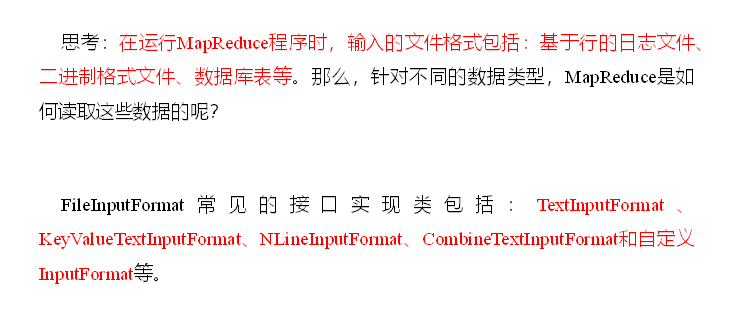 思考：在运行MapReduce程序时，输入的文件格式包括：基于行的日志文件、
二进制格式文件、数据库表等。那么，针对不同的数据类型，MapReduce是如
何读取这些数据的呢？
FileInputFormat常见的接口实现类包括：TextInputFormat、
KeyValueTextInputFormat、NLineInputFormat、CombineTextInputFormat和自定义
InputFormat等。